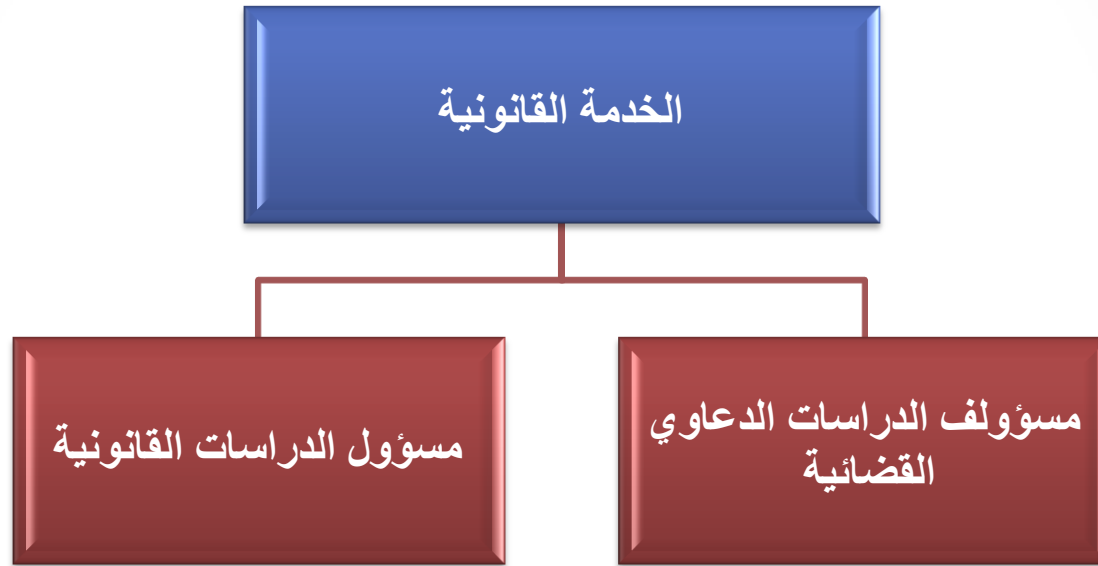 الخدمة القانونية
مسؤولف الدراسات الدعاوي
القضائية
مسؤول الدراسات القانونية